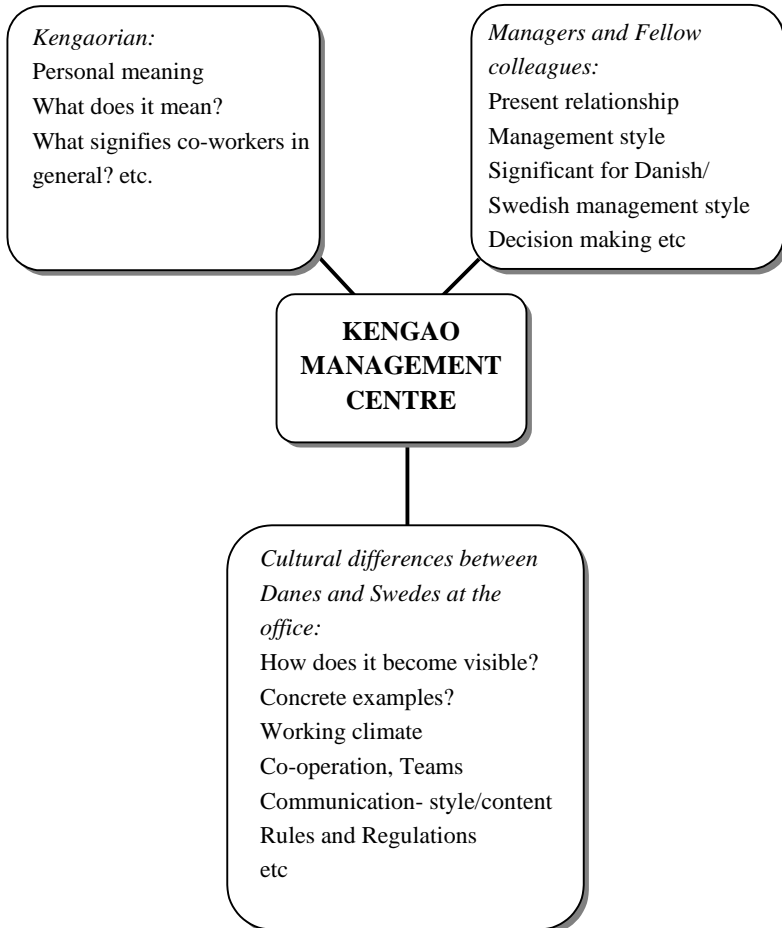 Kengaorian:
Personal meaning
What does it mean?
What signifies co-workers in
general? etc.
Managers and Fellow
colleagues:
Present relationship
Management style
Significant for Danish/
Swedish management style
Decision making etc
KENGAO
MANAGEMENT
CENTRE
Cultural differences between
Danes and Swedes at the
office:
How does it become visible?
Concrete examples?
Working climate
Co-operation, Teams
Communication- style/content
Rules and Regulations
etc